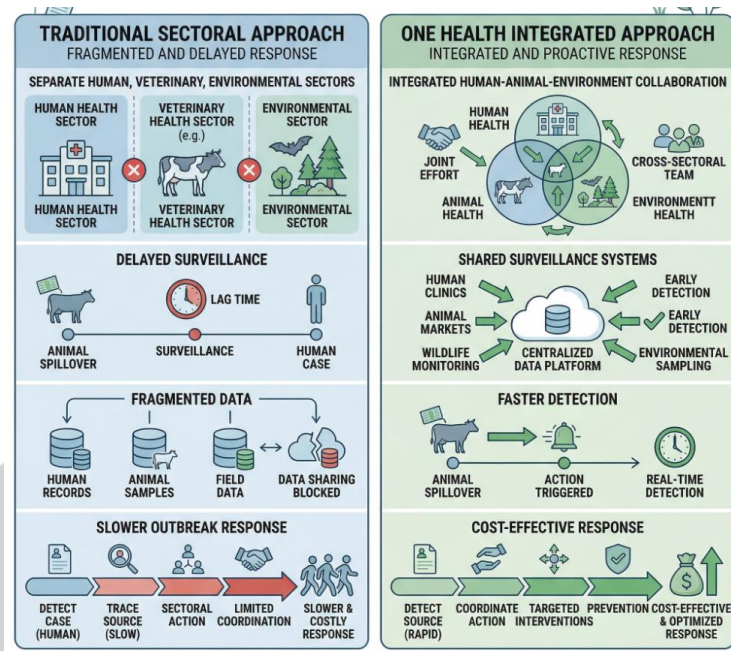 TRADITIONAL SECTORAL APPROACH
FRAGMENTED AND DELAYED RESPONSE
SEPARATE HUMAN, VETERINARY, ENVIRONMENTAL SECTORS
HUMAN HEALTH
SECTOR
VETERINARY
HEALTH SECTOR
(e.g.)
ENVIRONMENTAL
SECTOR
HUMAN HEALTH
SECTOR
VETERINARY
HEALTH SECTOR
ENVIRONMENTAL
SECTOR
DELAYED SURVEILLANCE
LAG TIME
ANIMAL
SPILLOVER
SURVEILLANCE
HUMAN
CASE
FRAGMENTED DATA
HUMAN
RECORDS
ANIMAL
SAMPLES
FIELD
DATA
DATA SHARING
BLOCKED
SLOWER OUTBREAK RESPONSE
DETECT
CASE
(HUMAN)
TRACE
SOURCE
(SLOW)
SECTORAL
ACTION
LIMITED
COORDINATION
SLOWER &
COSTLY
RESPONSE
ONE HEALTH INTEGRATED APPROACH
INTEGRATED AND PROACTIVE RESPONSE
INTEGRATED HUMAN-ANIMAL-ENVIRONMENT COLLABORATION
HUMAN
HEALTH
JOINT
EFFORT
CROSS-SECTORAL
TEAM
ANIMAL
HEALTH
ENVIRONMENTT
HEALTH
SHARED SURVEILLANCE SYSTEMS
HUMAN
CLINICS
ANIMAL
MARKETS
WILDLIFE
MONITORING
CENTRALIZED
DATA PLATFORM
EARLY
DETECTION
EARLY
DETECTION
ENVIRONMENTAL
SAMPLING
FASTER DETECTION
ANIMAL
SPILLOVER
ACTION
TRIGGERED
REAL-TIME
DETECTION
COST-EFFECTIVE RESPONSE
DETECT
SOURCE
(RAPID)
COORDINATE
ACTION
TARGETED
INTERVENTIONS
PREVENTION
COST-EFFECTIVE
& OPTIMIZED
RESPONSE
$